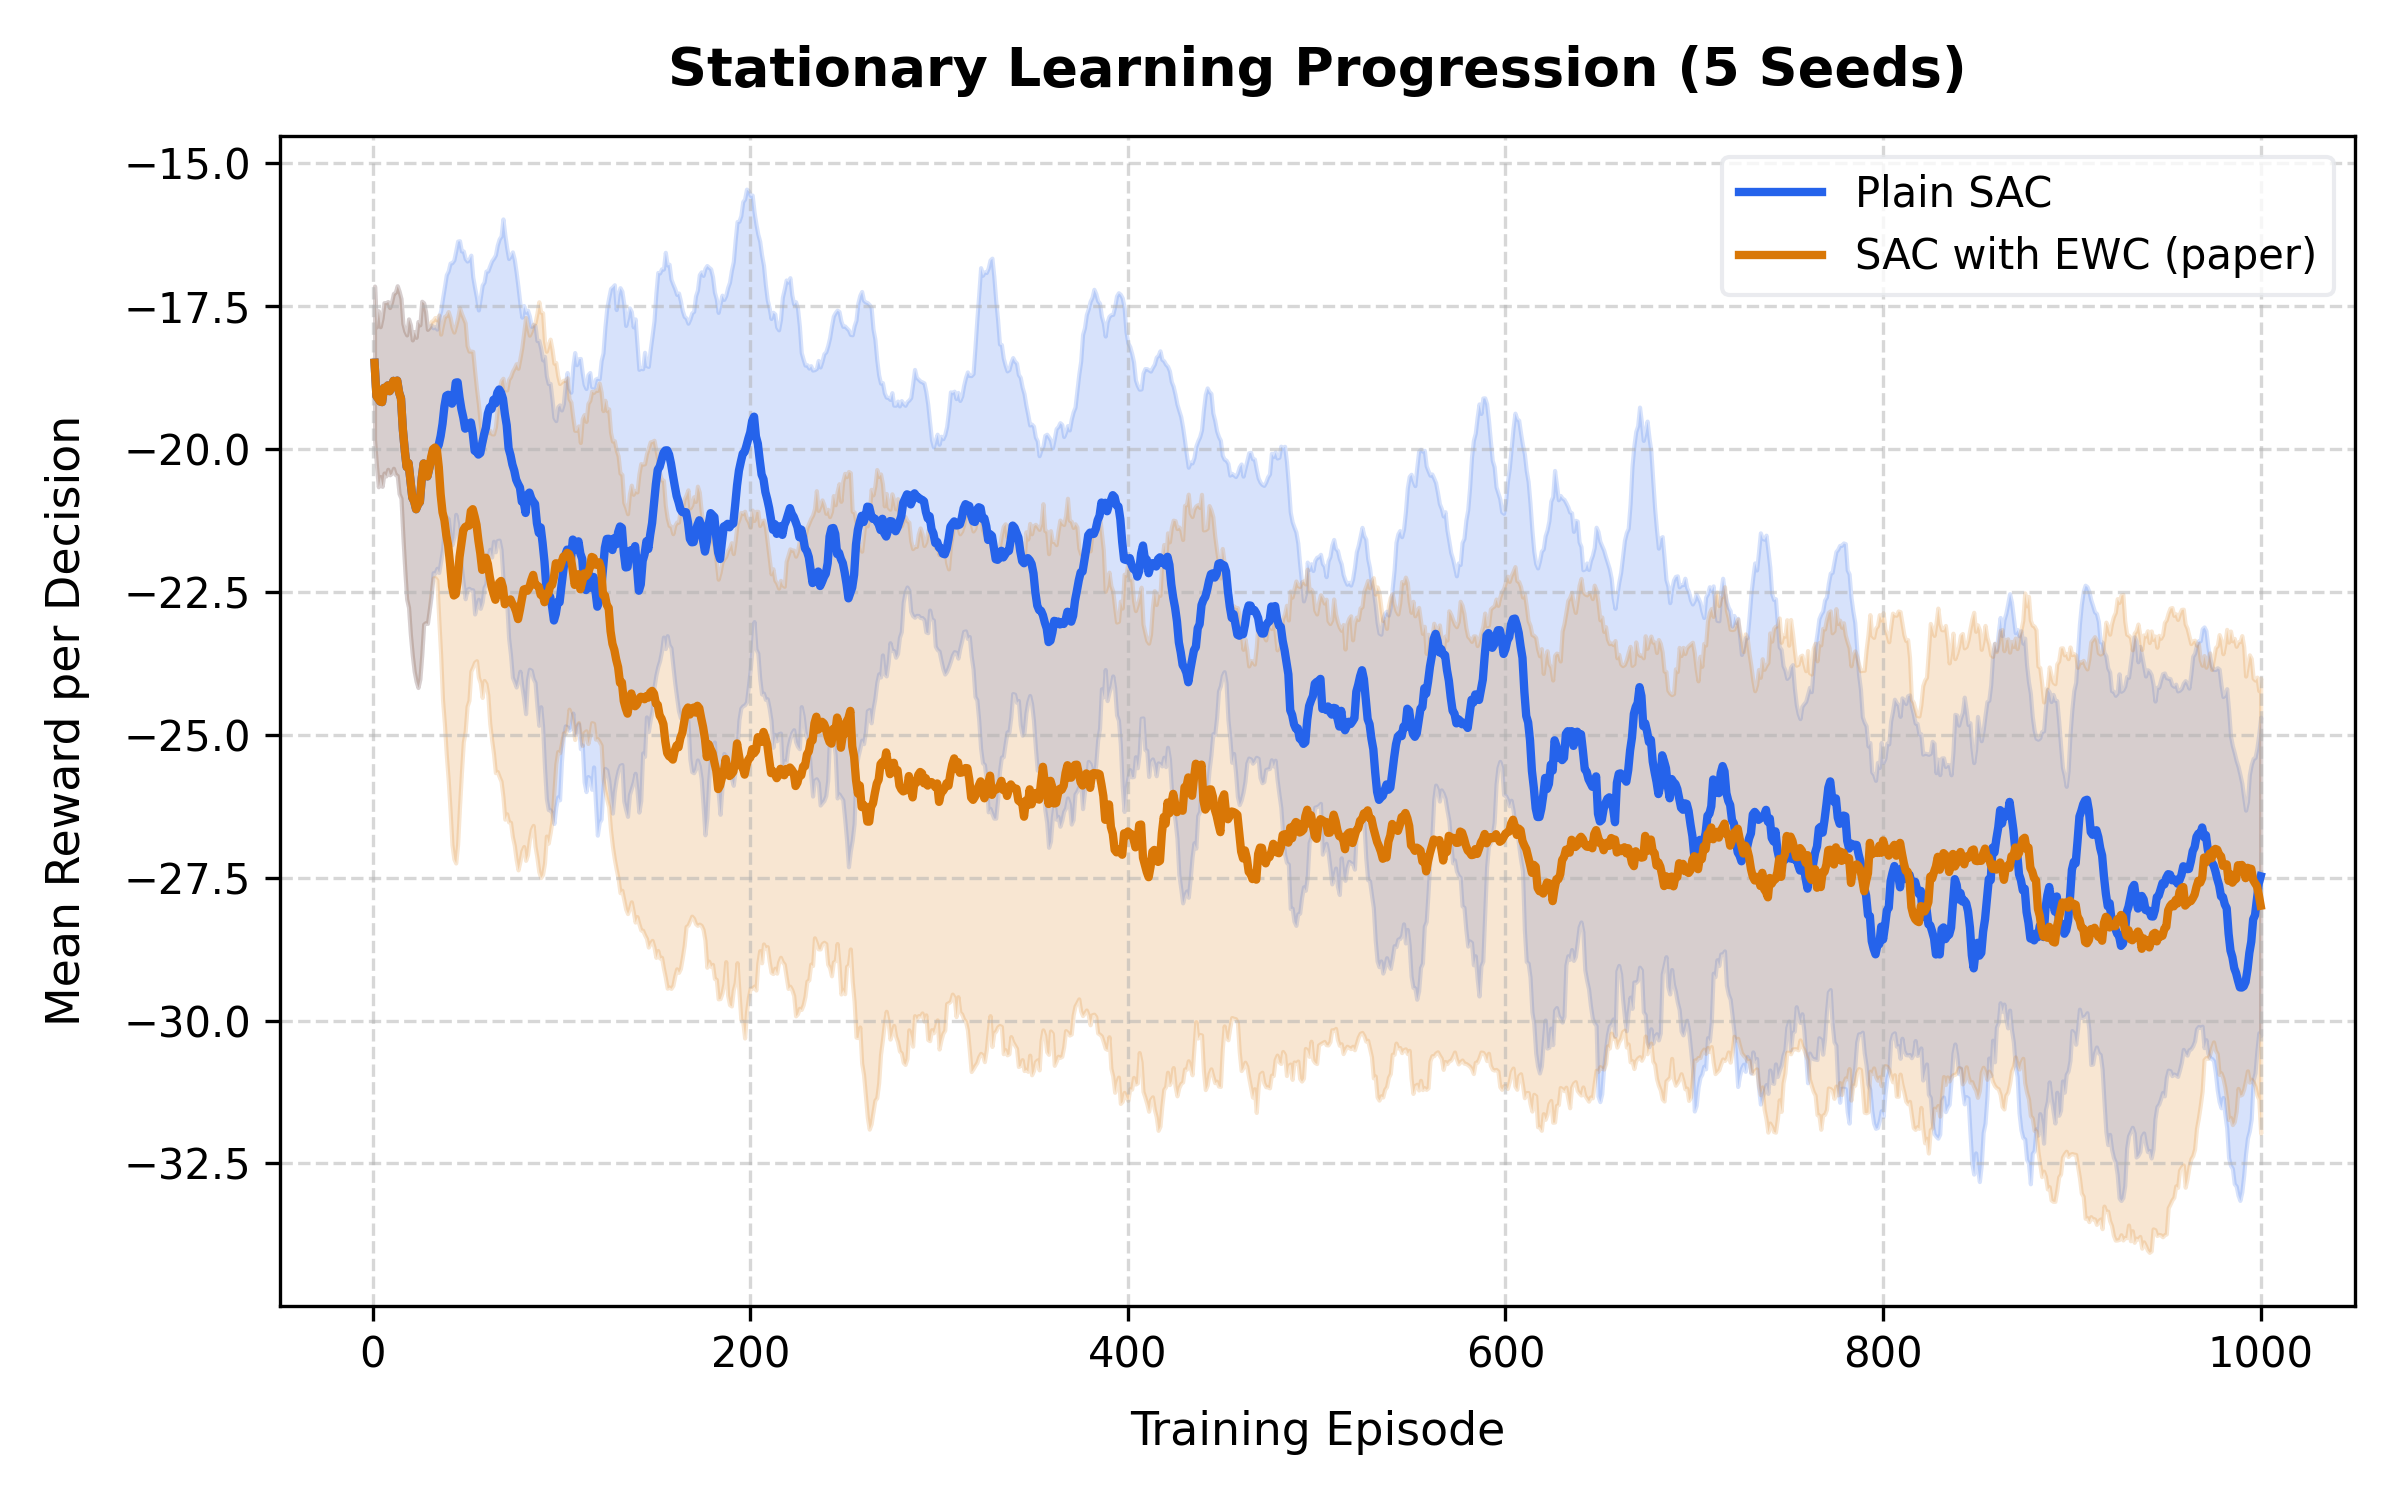 Stationary Learning Progression (5 Seeds)
Plain SAC
SAC with EWC (paper)
Mean Reward per Decision
−15.0
−17.5
−20.0
−22.5
−25.0
−27.5
−30.0
−32.5
0 200 400 600 800 1000
Training Episode